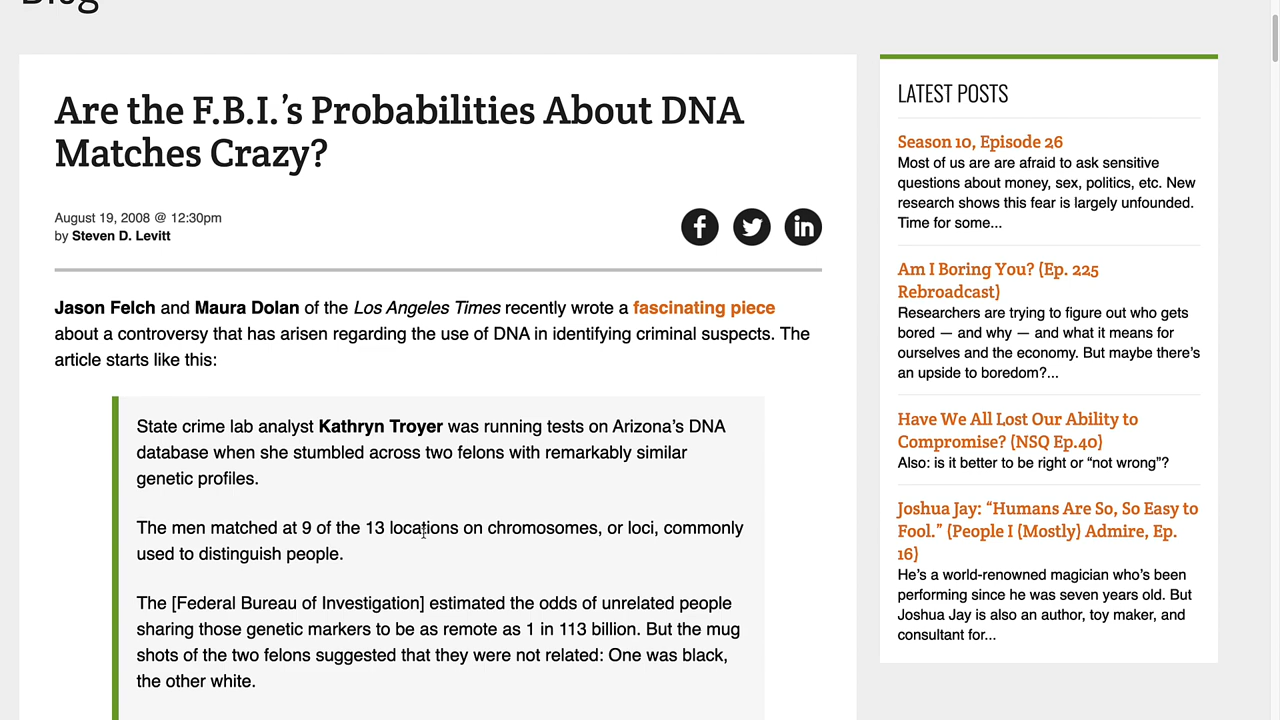 Blog
Are the F.B.I.’s Probabilities About DNA
Matches Crazy?
August 19, 2008 @ 12:30pm
by Steven D. Levitt
Jason Felch and Maura Dolan of the Los Angeles Times recently wrote a fascinating piece
about a controversy that has arisen regarding the use of DNA in identifying criminal suspects. The
article starts like this:
State crime lab analyst Kathryn Troyer was running tests on Arizona’s DNA
database when she stumbled across two felons with remarkably similar
genetic profiles.
The men matched at 9 of the 13 locations on chromosomes, or loci, commonly
used to distinguish people.
The [Federal Bureau of Investigation] estimated the odds of unrelated people
sharing those genetic markers to be as remote as 1 in 113 billion. But the mug
shots of the two felons suggested that they were not related: One was black,
the other white.
LATEST POSTS
Season 10, Episode 26
Most of us are are afraid to ask sensitive
questions about money, sex, politics, etc. New
research shows this fear is largely unfounded.
Time for some...
Am I Boring You? (Ep. 225
Rebroadcast)
Researchers are trying to figure out who gets
bored — and why — and what it means for
ourselves and the economy. But maybe there’s
an upside to boredom?...
Have We All Lost Our Ability to
Compromise? (NSQ Ep.40)
Also: is it better to be right or “not wrong”?
Joshua Jay: “Humans Are So, So Easy to
Fool.” (People I (Mostly) Admire, Ep.
16)
He’s a world-renowned magician who’s been
performing since he was seven years old. But
Joshua Jay is also an author, toy maker, and
consultant for...